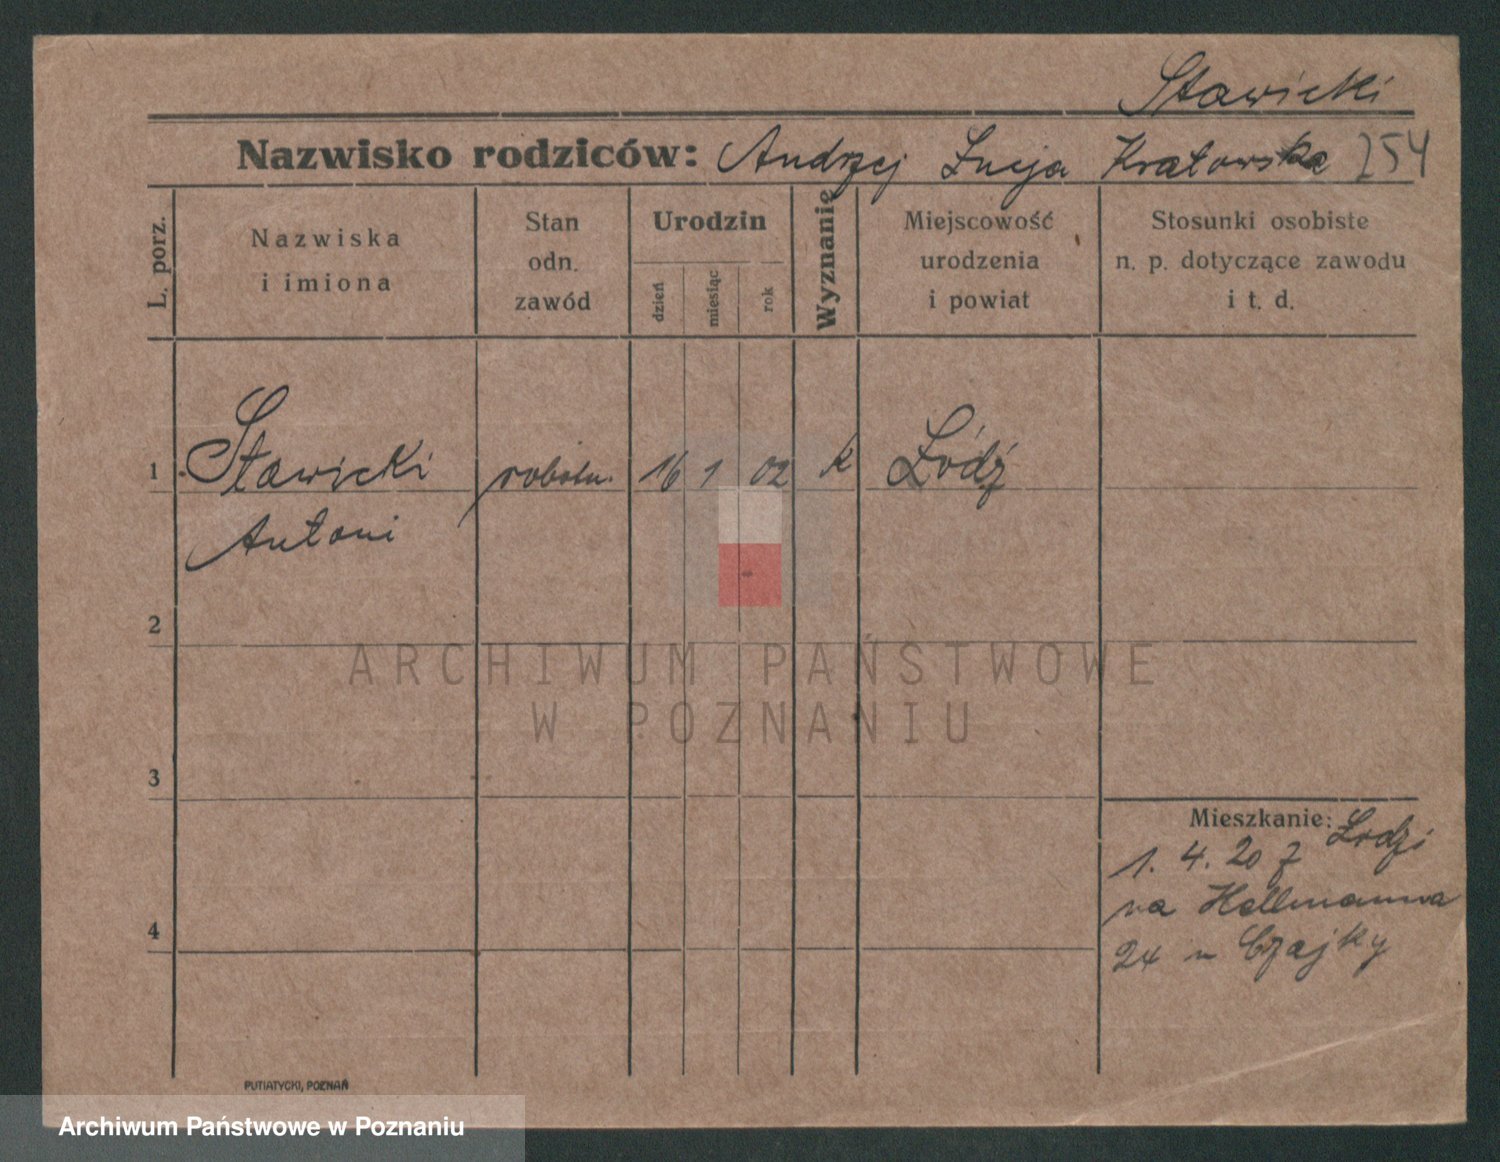 Stawicki
Nazwisko rodziców: Andrzej Łucja Kratowska 254
L. porz.
Nazwiska
i imiona
Stan
odn.
zawód
Urodzin
dzień
miesiąc
rok
Wyznanie
Miejscowość
urodzenia
i powiat
Stosunki osobiste
n. p. dotyczące zawodu
i t. d.
1 Stawicki robotn. 16 1 02 k Łódź
Antoni
2
ARCHIWUM PAŃSTWOWE
W POZNANIU
3
Mieszkanie: Łodzi
1. 4. 20 z
na Hellmanna
24 u Czajky
4
PUTIATYCKI, POZNAŃ
Archiwum Państwowe w Poznaniu